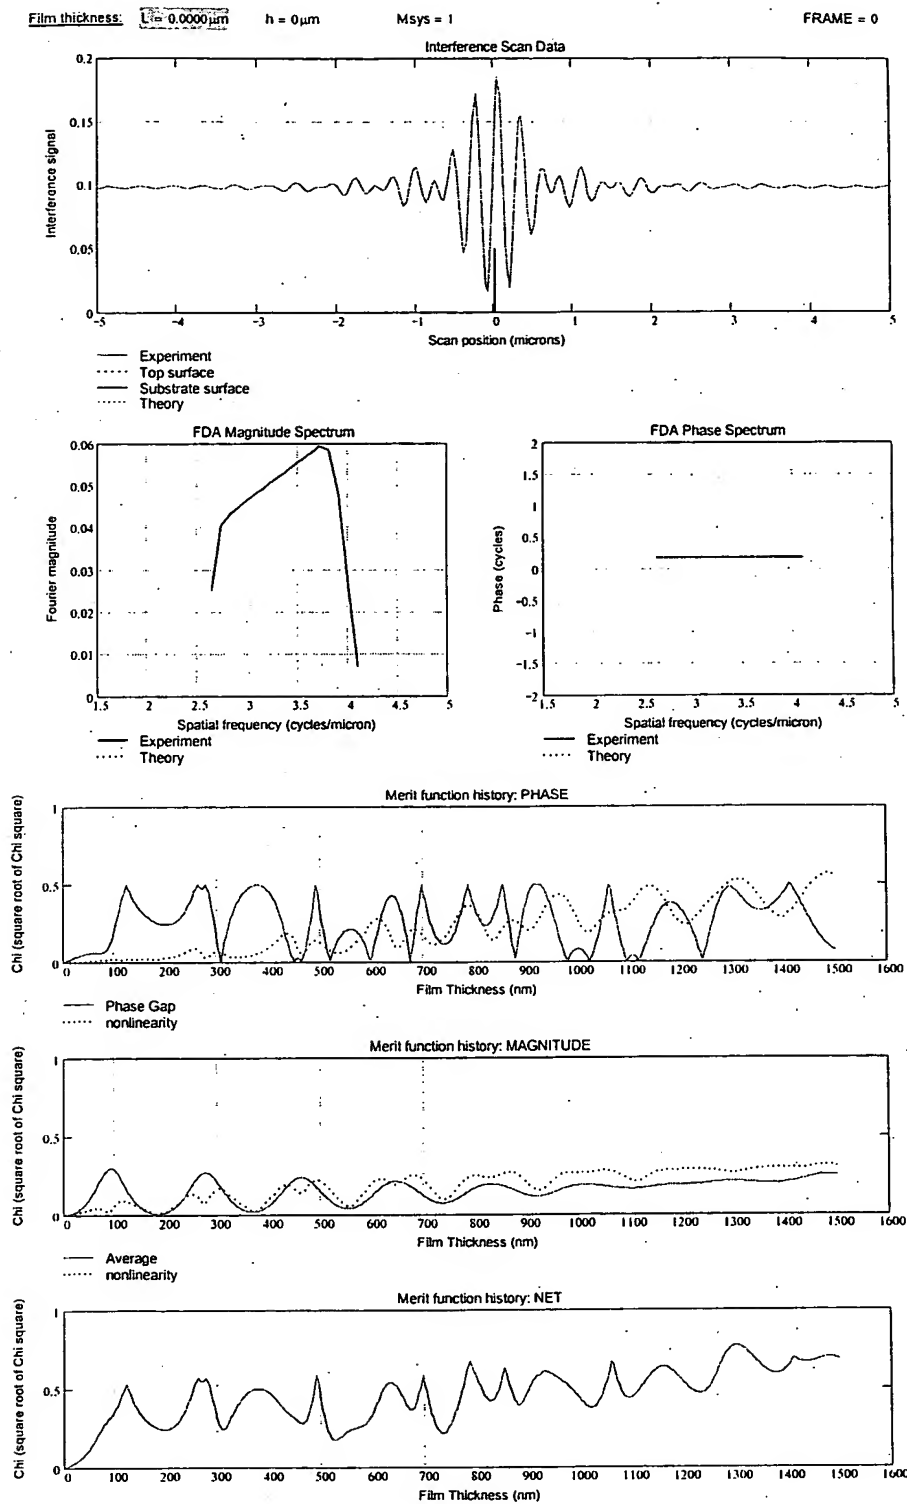 Film thickness: L = 0.0000μm h = 0μm Msys = 1 FRAME = 0
Interference Scan Data
Interference signal
0.2
0.15
0.1
0.05
0
−5 −4 −3 −2 −1 0 1 2 3 4 5
Scan position (microns)
Experiment
Top surface
Substrate surface
Theory
FDA Magnitude Spectrum
Fourier magnitude
0.06
0.05
0.04
0.03
0.02
0.01
0
1.5 2 2.5 3 3.5 4 4.5 5
Spatial frequency (cycles/micron)
Experiment
Theory
FDA Phase Spectrum
Phase (cycles)
2
1.5
1
0.5
0
−0.5
−1
−1.5
−2
1.5 2 2.5 3 3.5 4 4.5 5
Spatial frequency (cycles/micron)
Experiment
Theory
Merit function history: PHASE
Chi (square root of Chi square)
1
0.5
0
0 100 200 300 400 500 600 700 800 900 1000 1100 1200 1300 1400 1500 1600
Film Thickness (nm)
Phase Gap
nonlinearity
Merit function history: MAGNITUDE
Chi (square root of Chi square)
1
0.5
0
0 100 200 300 400 500 600 700 800 900 1000 1100 1200 1300 1400 1500 1600
Film Thickness (nm)
Average
nonlinearity
Merit function history: NET
Chi (square root of Chi square)
1
0.5
0
0 100 200 300 400 500 600 700 800 900 1000 1100 1200 1300 1400 1500 1600
Film Thickness (nm)